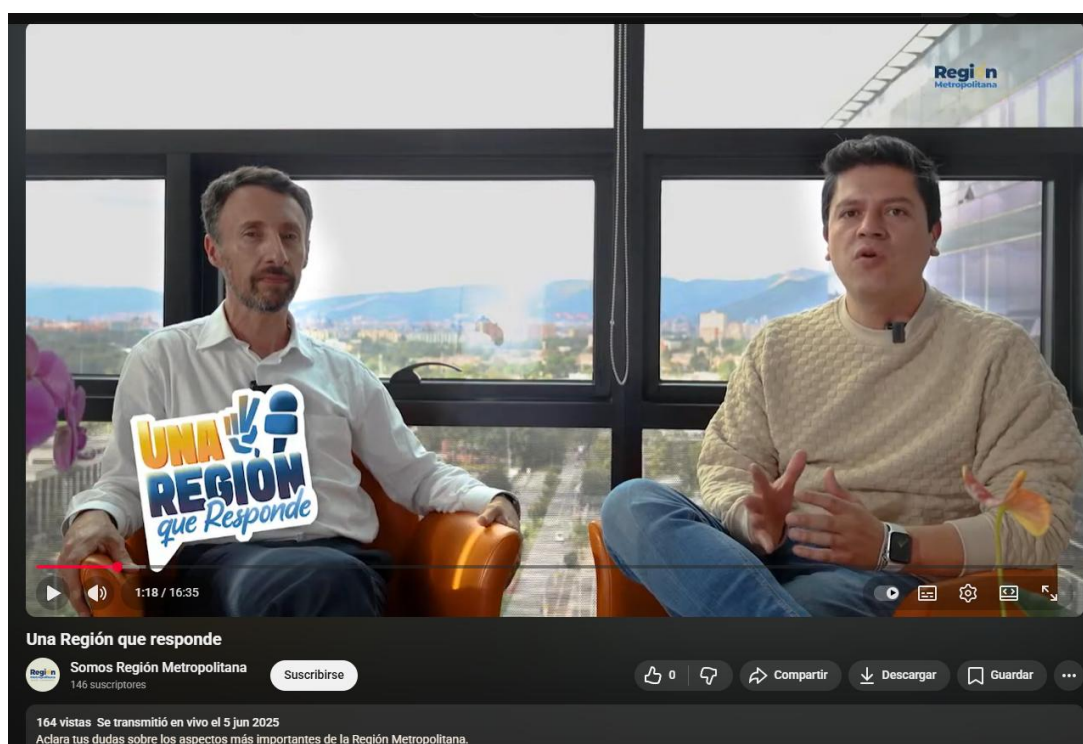 Regi n
Metropolitana
UNA
REGIÓN
que Responde
1:18 / 16:35
Una Región que responde
Somos Región Metropolitana
146 suscriptores
Suscribirse
0
Compartir
Descargar
Guardar
164 vistas Se transmitió en vivo el 5 jun 2025
Aclara tus dudas sobre los aspectos más importantes de la Región Metropolitana.